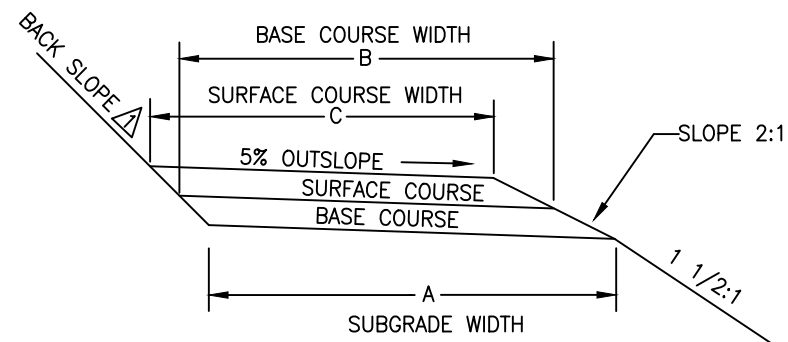 BACK SLOPE 1
BASE COURSE WIDTH
B
SURFACE COURSE WIDTH
C
5% OUTSLOPE
SLOPE 2:1
SURFACE COURSE
BASE COURSE
1 1/2:1
A
SUBGRADE WIDTH